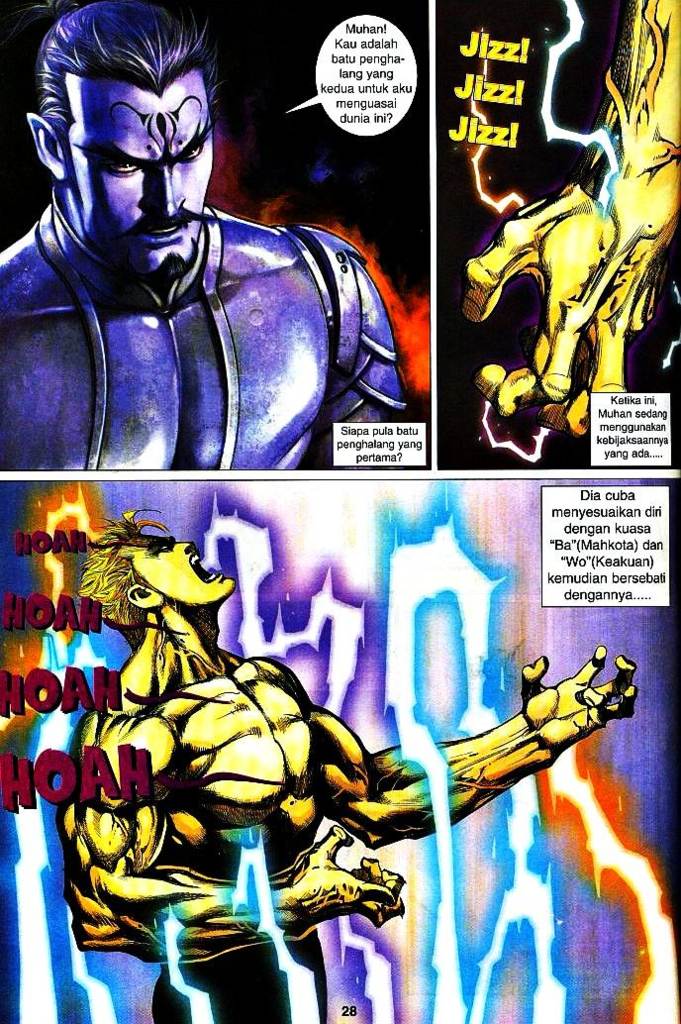 Muhan!
Kau adalah
batu pengha-
lang yang
kedua untuk aku
menguasai
dunia ini?
Siapa pula batu
penghalang yang
pertama?
JIzz!
JIzz!
JIzz!
Ketika ini,
Muhan sedang
menggunakan
kebijaksaannya
yang ada.....
Dia cuba
menyesuaikan diri
dengan kuasa
"Ba"(Mahkota) dan
"Wo"(Keakuan)
kemudian bersebati
dengannya.....
HOAH
HOAH
HOAH
HOAH
28